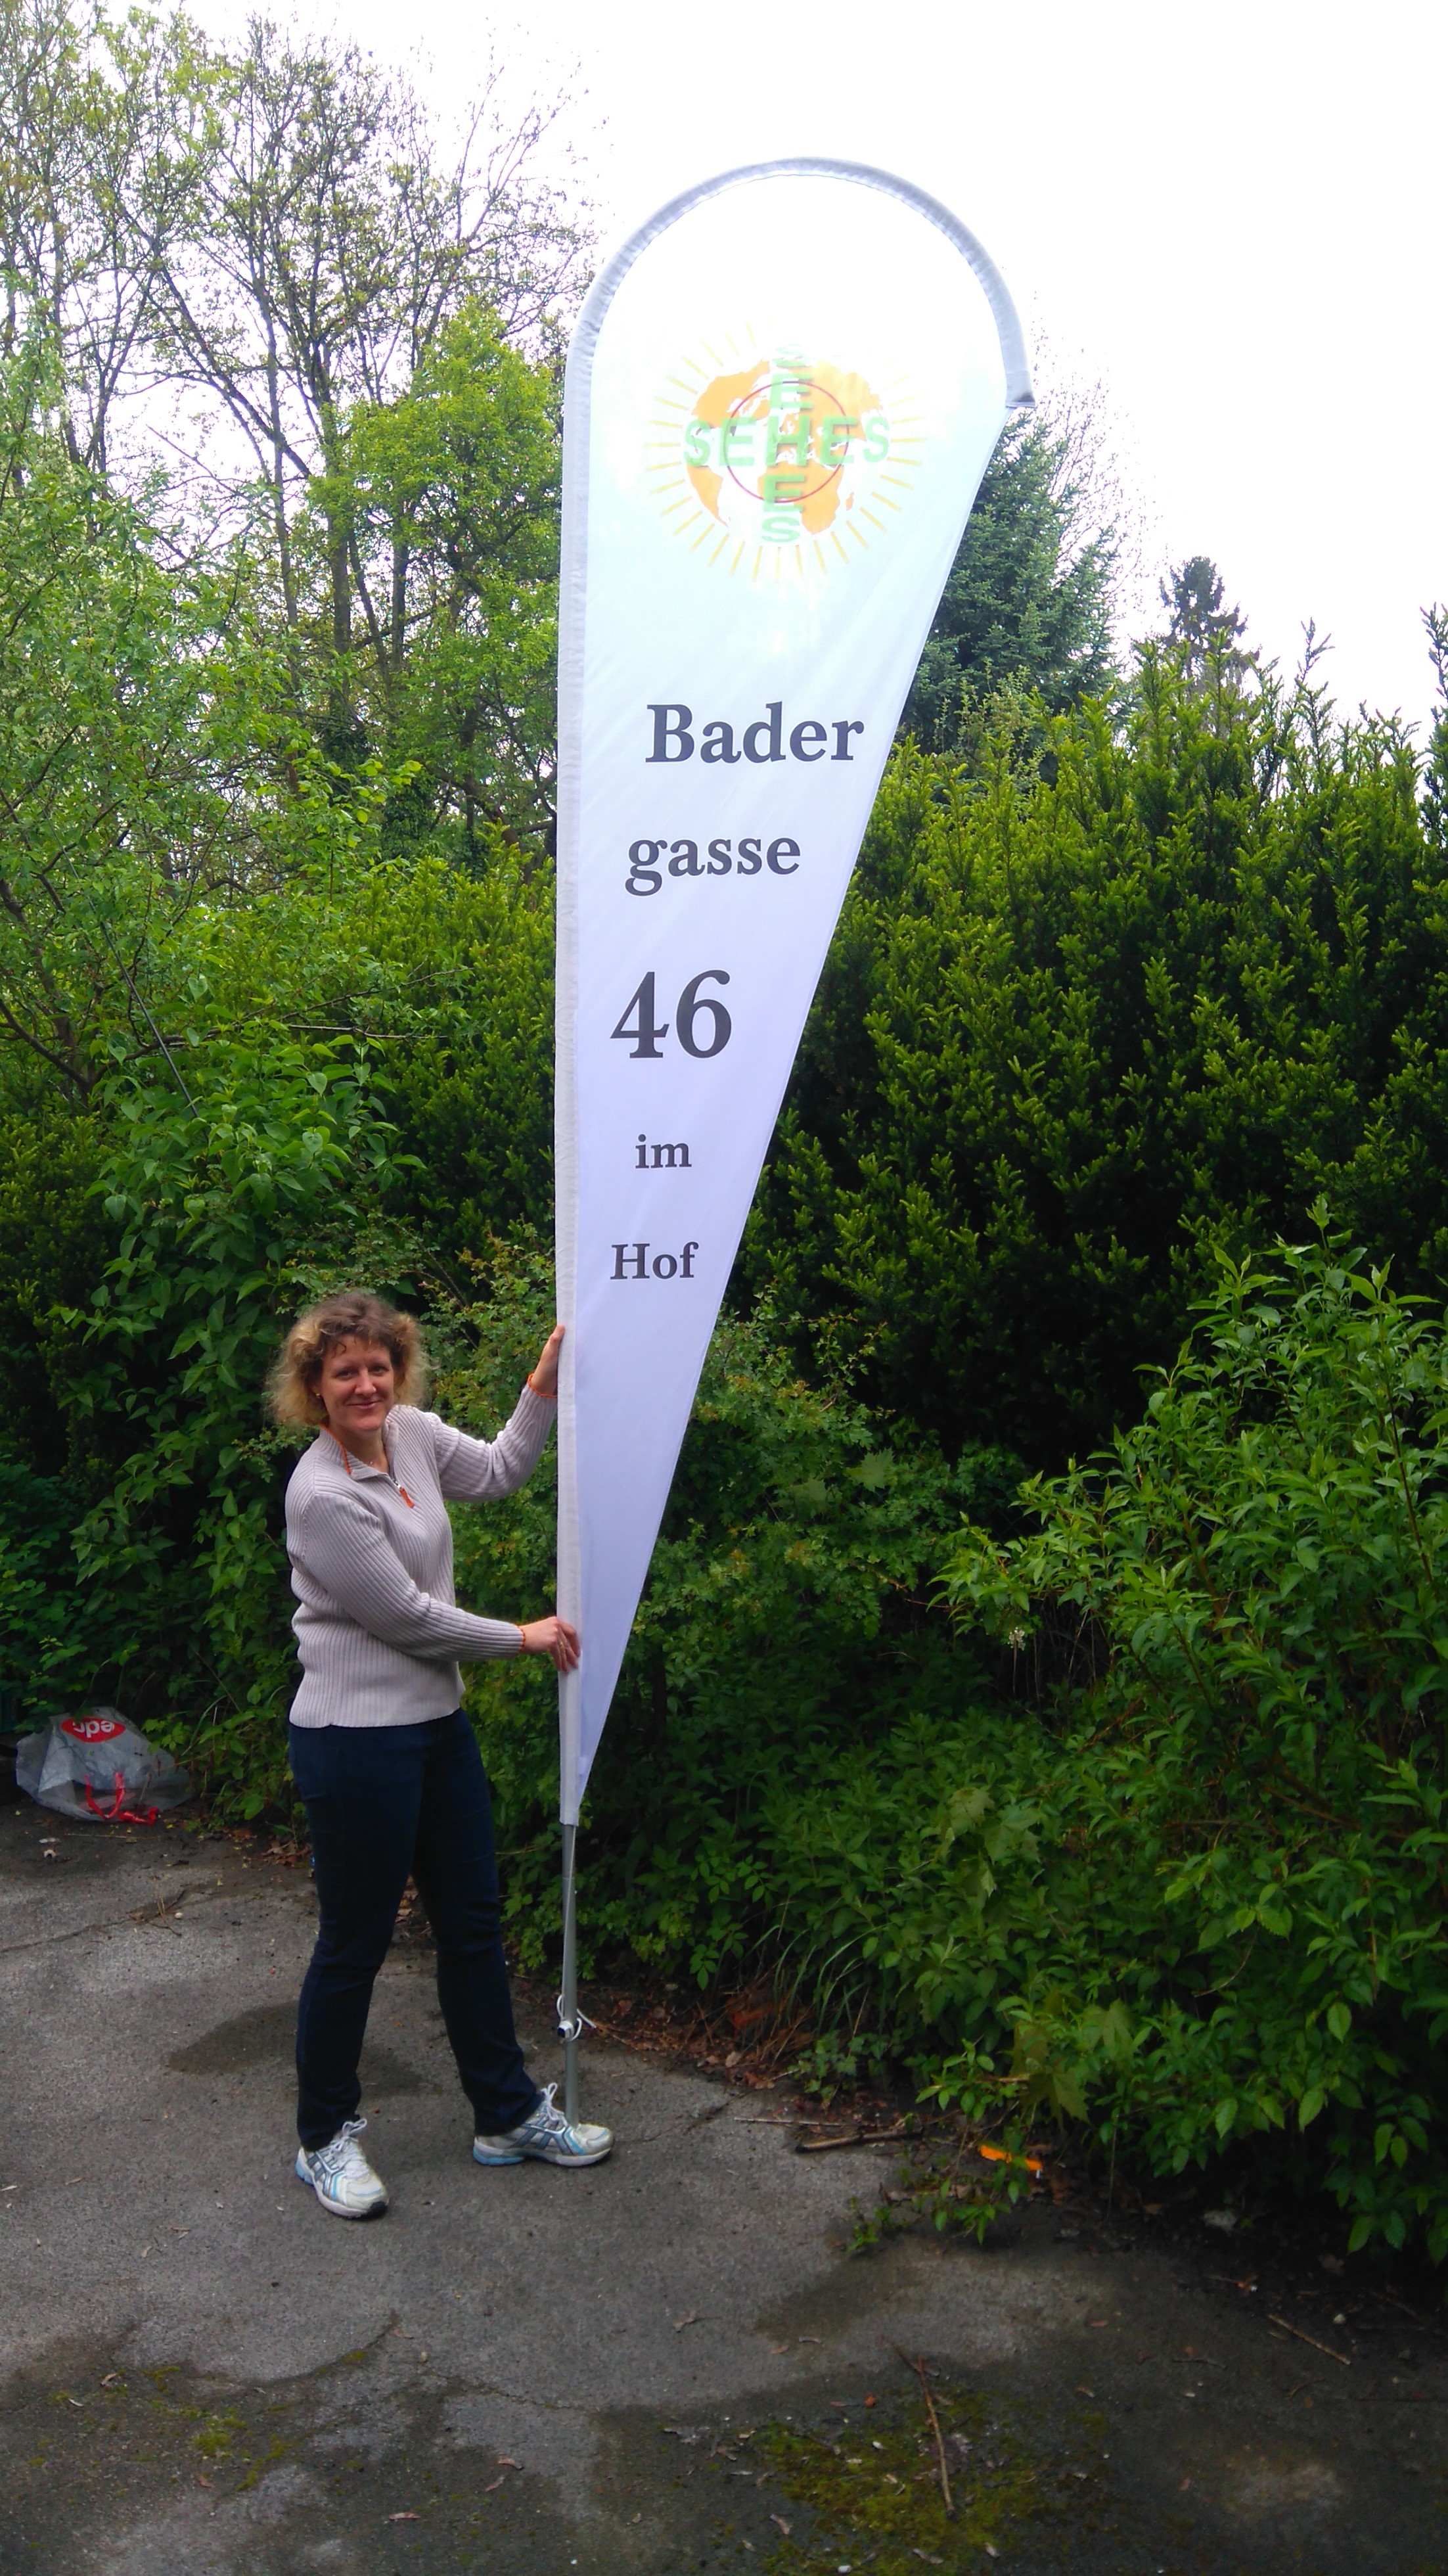 SEHES
SEHES
Bader
gasse
46
im
Hof